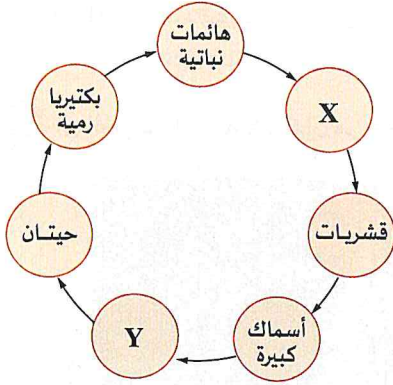 هائمات
نباتية
X
قشريات
أسماك
كبيرة
Y
حيتان
بكتيريا
رمية